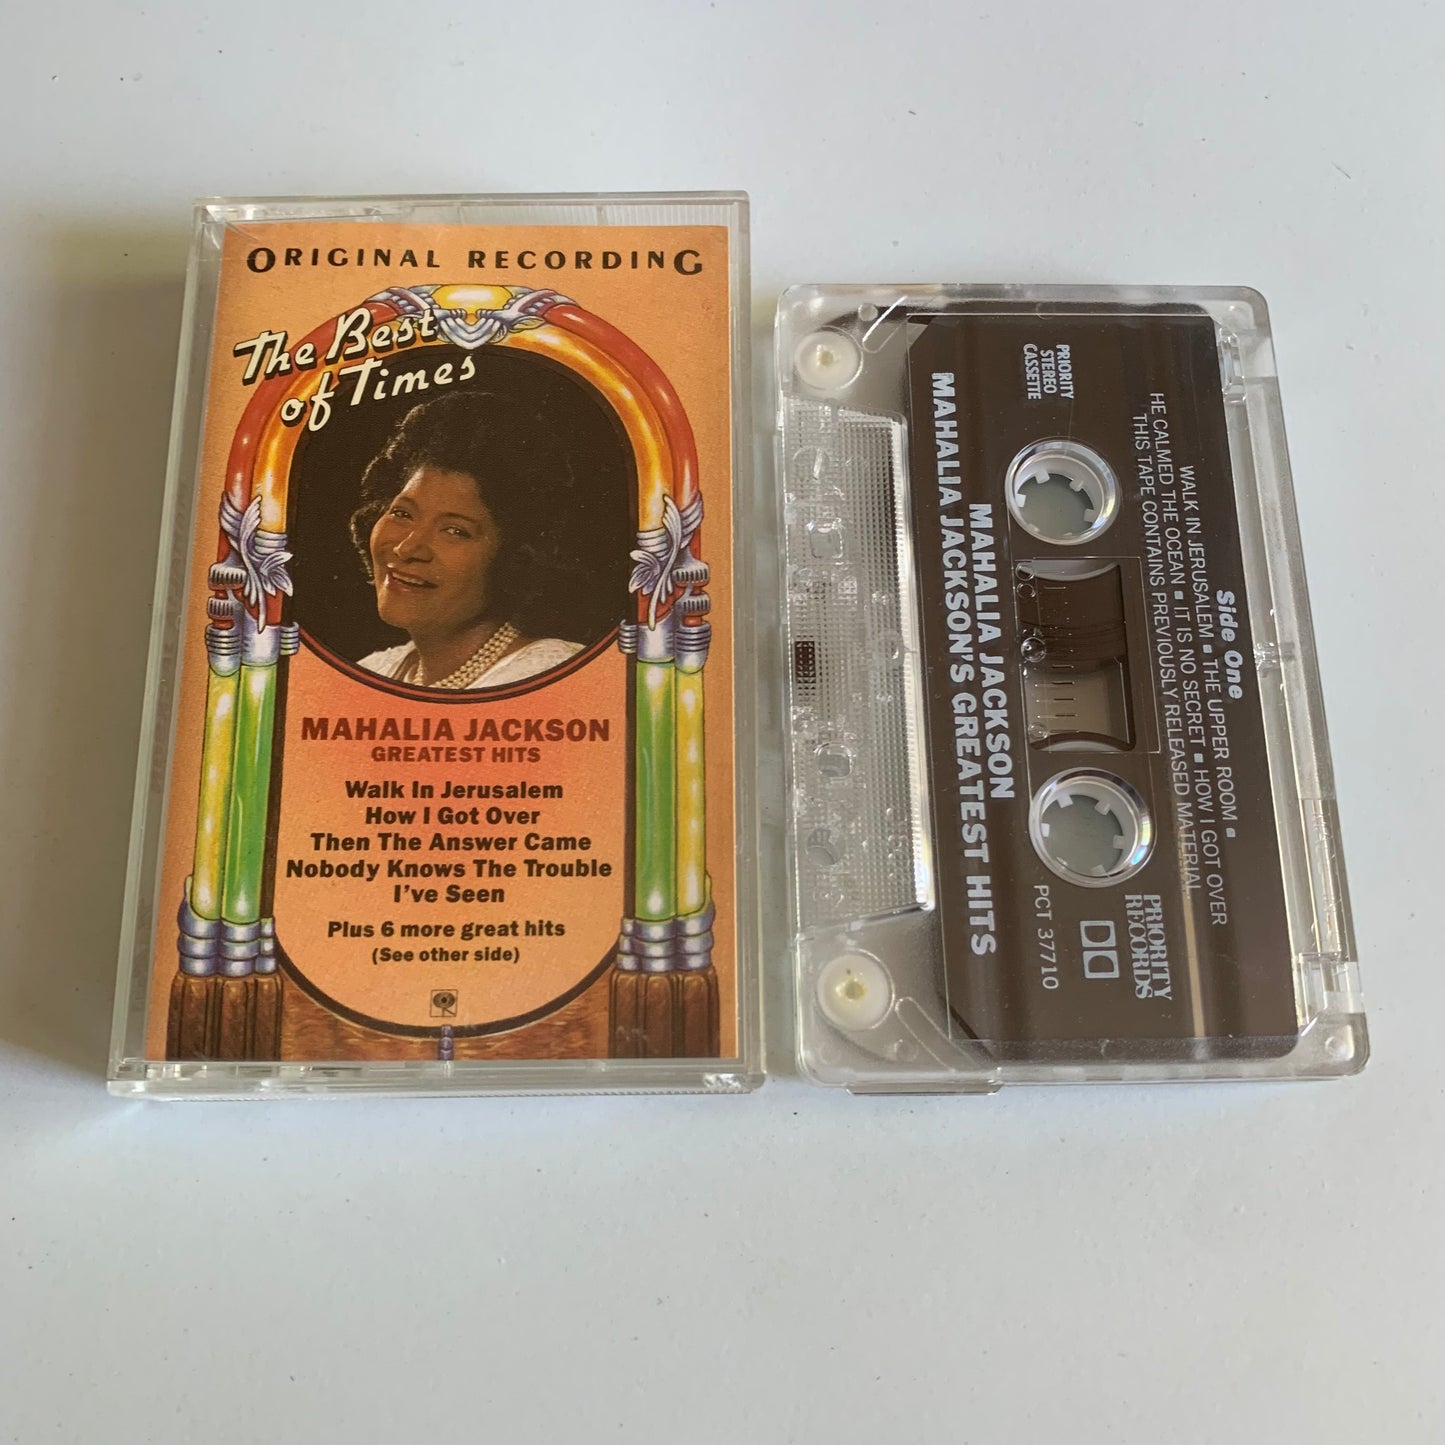 ORIGINAL RECORDING
The Best
of Times
MAHALIA JACKSON
GREATEST HITS
Walk In Jerusalem
How I Got Over
Then The Answer Came
Nobody Knows The Trouble
I've Seen
Plus 6 more great hits
(See other side)
Side One
WALK IN JERUSALEM ■ THE UPPER ROOM ■
HE CALMED THE OCEAN ■ IT IS NO SECRET ■ HOW I GOT OVER
THIS TAPE CONTAINS PREVIOUSLY RELEASED MATERIAL
PRIORITY
STEREO
CASSETTE
PRIORITY
RECORDS
PCT 37710
MAHALIA JACKSON
MAHALIA JACKSON'S GREATEST HITS